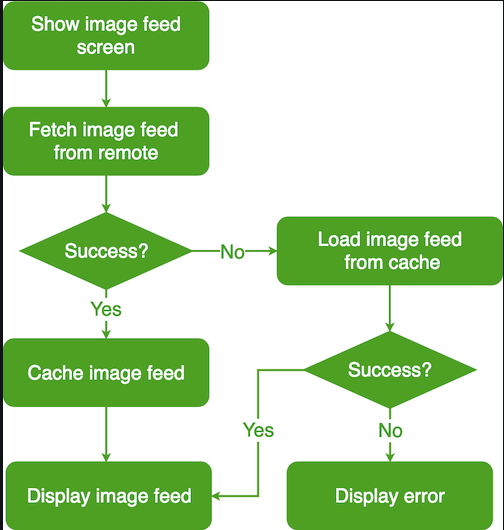 Show image feed
screen
Fetch image feed
from remote
Success?
No
Load image feed
from cache
Yes
Cache image feed
Success?
Yes
No
Display image feed
Display error